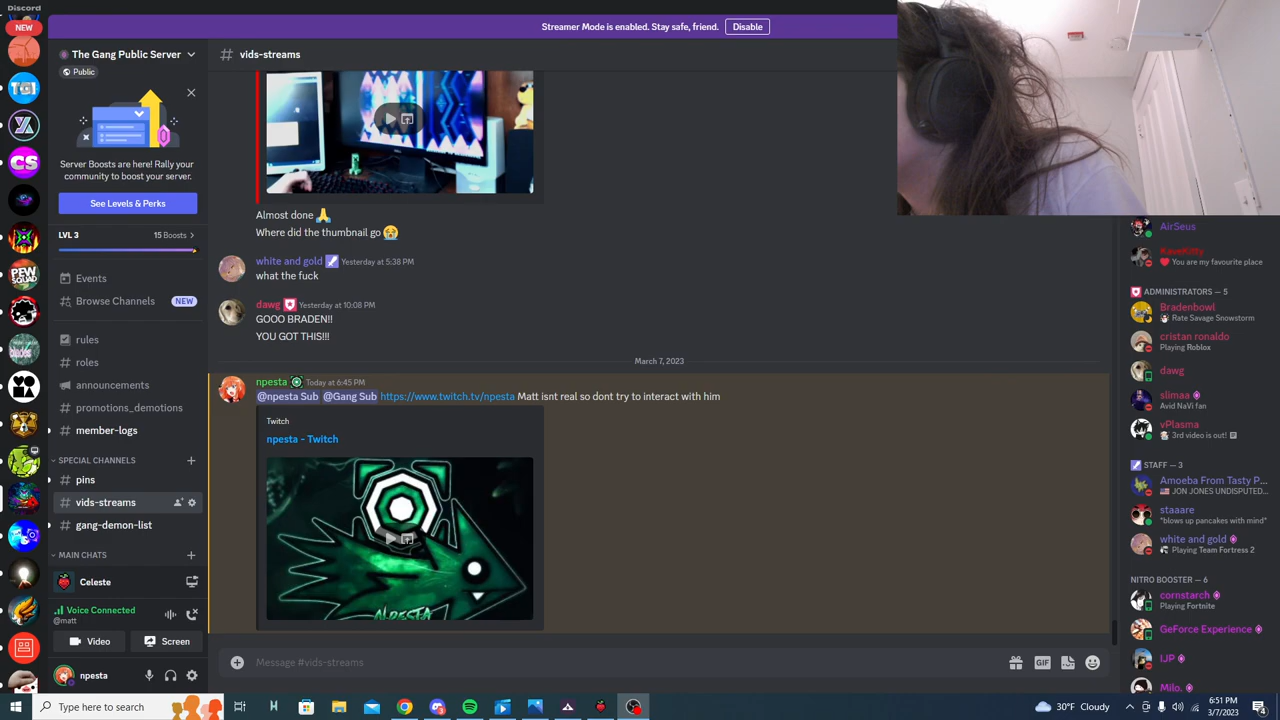 Discord
NEW
The Gang Public Server
Public
Server Boosts are here! Rally your
community to boost your server.
See Levels & Perks
LVL 3
15 Boosts
Events
Browse Channels
NEW
rules
roles
announcements
promotions_demotions
member-logs
SPECIAL CHANNELS
pins
vids-streams
gang-demon-list
MAIN CHATS
Celeste
Voice Connected
@matt
Video
Screen
npesta
Streamer Mode is enabled. Stay safe, friend.
Disable
# vids-streams
Almost done 🙏
Where did the thumbnail go 😭
white and gold Yesterday at 5:38 PM
what the fuck
dawg Yesterday at 10:08 PM
GOOO BRADEN!!
YOU GOT THIS!!!
March 7, 2023
npesta Today at 6:45 PM
@npesta Sub @Gang Sub https://www.twitch.tv/npesta Matt isnt real so dont try to interact with him
Twitch
npesta - Twitch
Message #vids-streams
GIF
AirSeus
KaveKitty
You are my favourite place
ADMINISTRATORS — 5
Bradenbowl
Rate Savage Snowstorm
cristan ronaldo
Playing Roblox
dawg
slimaa
Avid NaVi fan
vPlasma
3rd video is out!
STAFF — 3
Amoeba From Tasty P...
JON JONES UNDISPUTED...
staaare
"blows up pancakes with mind"
white and gold
Playing Team Fortress 2
NITRO BOOSTER — 6
cornstarch
Playing Fortnite
GeForce Experience
IJP
Milo.
TGI
CS
PEW
Type here to search
30°F Cloudy
6:51 PM
3/7/2023
4